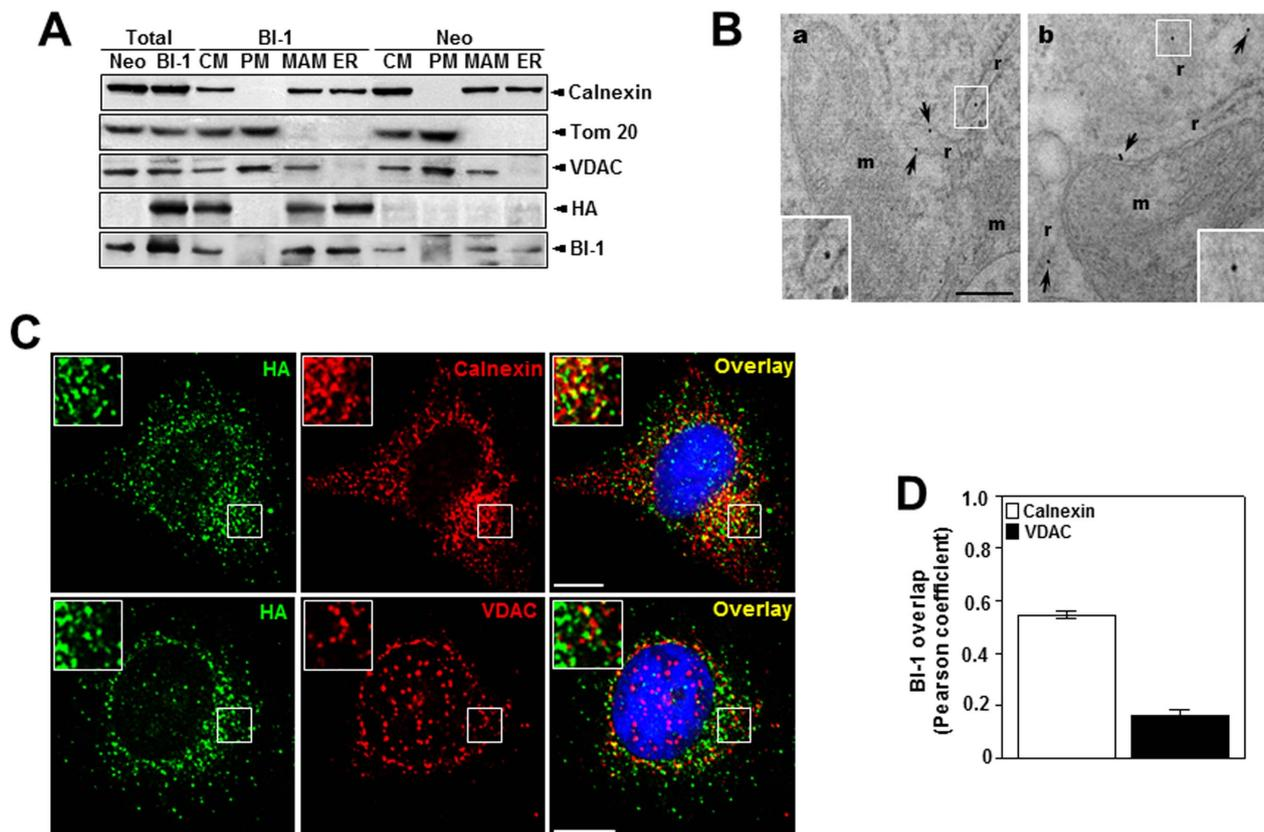 A
Total BI-1 Neo
Neo BI-1 CM PM MAM ER CM PM MAM ER
Calnexin
Tom 20
VDAC
HA
BI-1
B
a
r
r
m
m
b
r
r
m
r
C
HA
Calnexin
Overlay
HA
VDAC
Overlay
D
BI-1 overlap
(Pearson coefficient)
1.0
0.8
0.6
0.4
0.2
0
Calnexin
VDAC